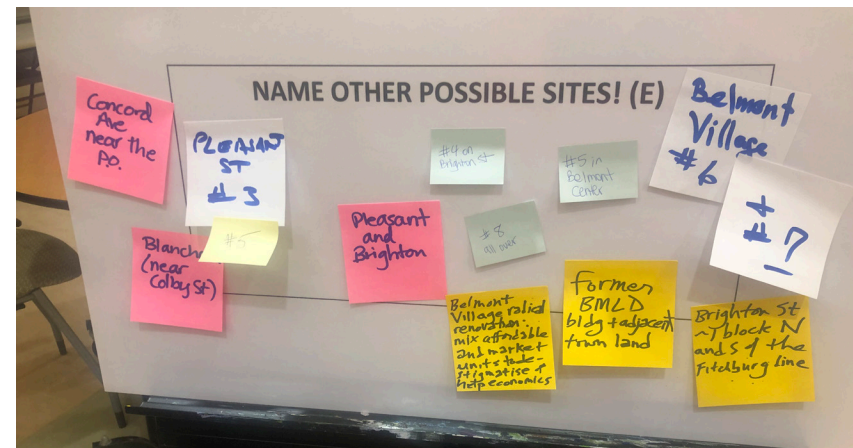 NAME OTHER POSSIBLE SITES! (E)
Concord
Ave
near the
P.O.
PLEASANT
ST
# 3
#5
Blanch
(near
Colby St)
Pleasant
and
Brighton
#4 on
Brighton St
#5 in
Belmont
Center
#8
all over
Belmont
Village
#6
+
#7
Belmont
Village
renovation:
mix affordable
and market
units to de-
stigmatise &
help economics
former
BMLD
bldg + adjacent
town land
Brighton St
~1 block N
and S of the
Fitchburg line